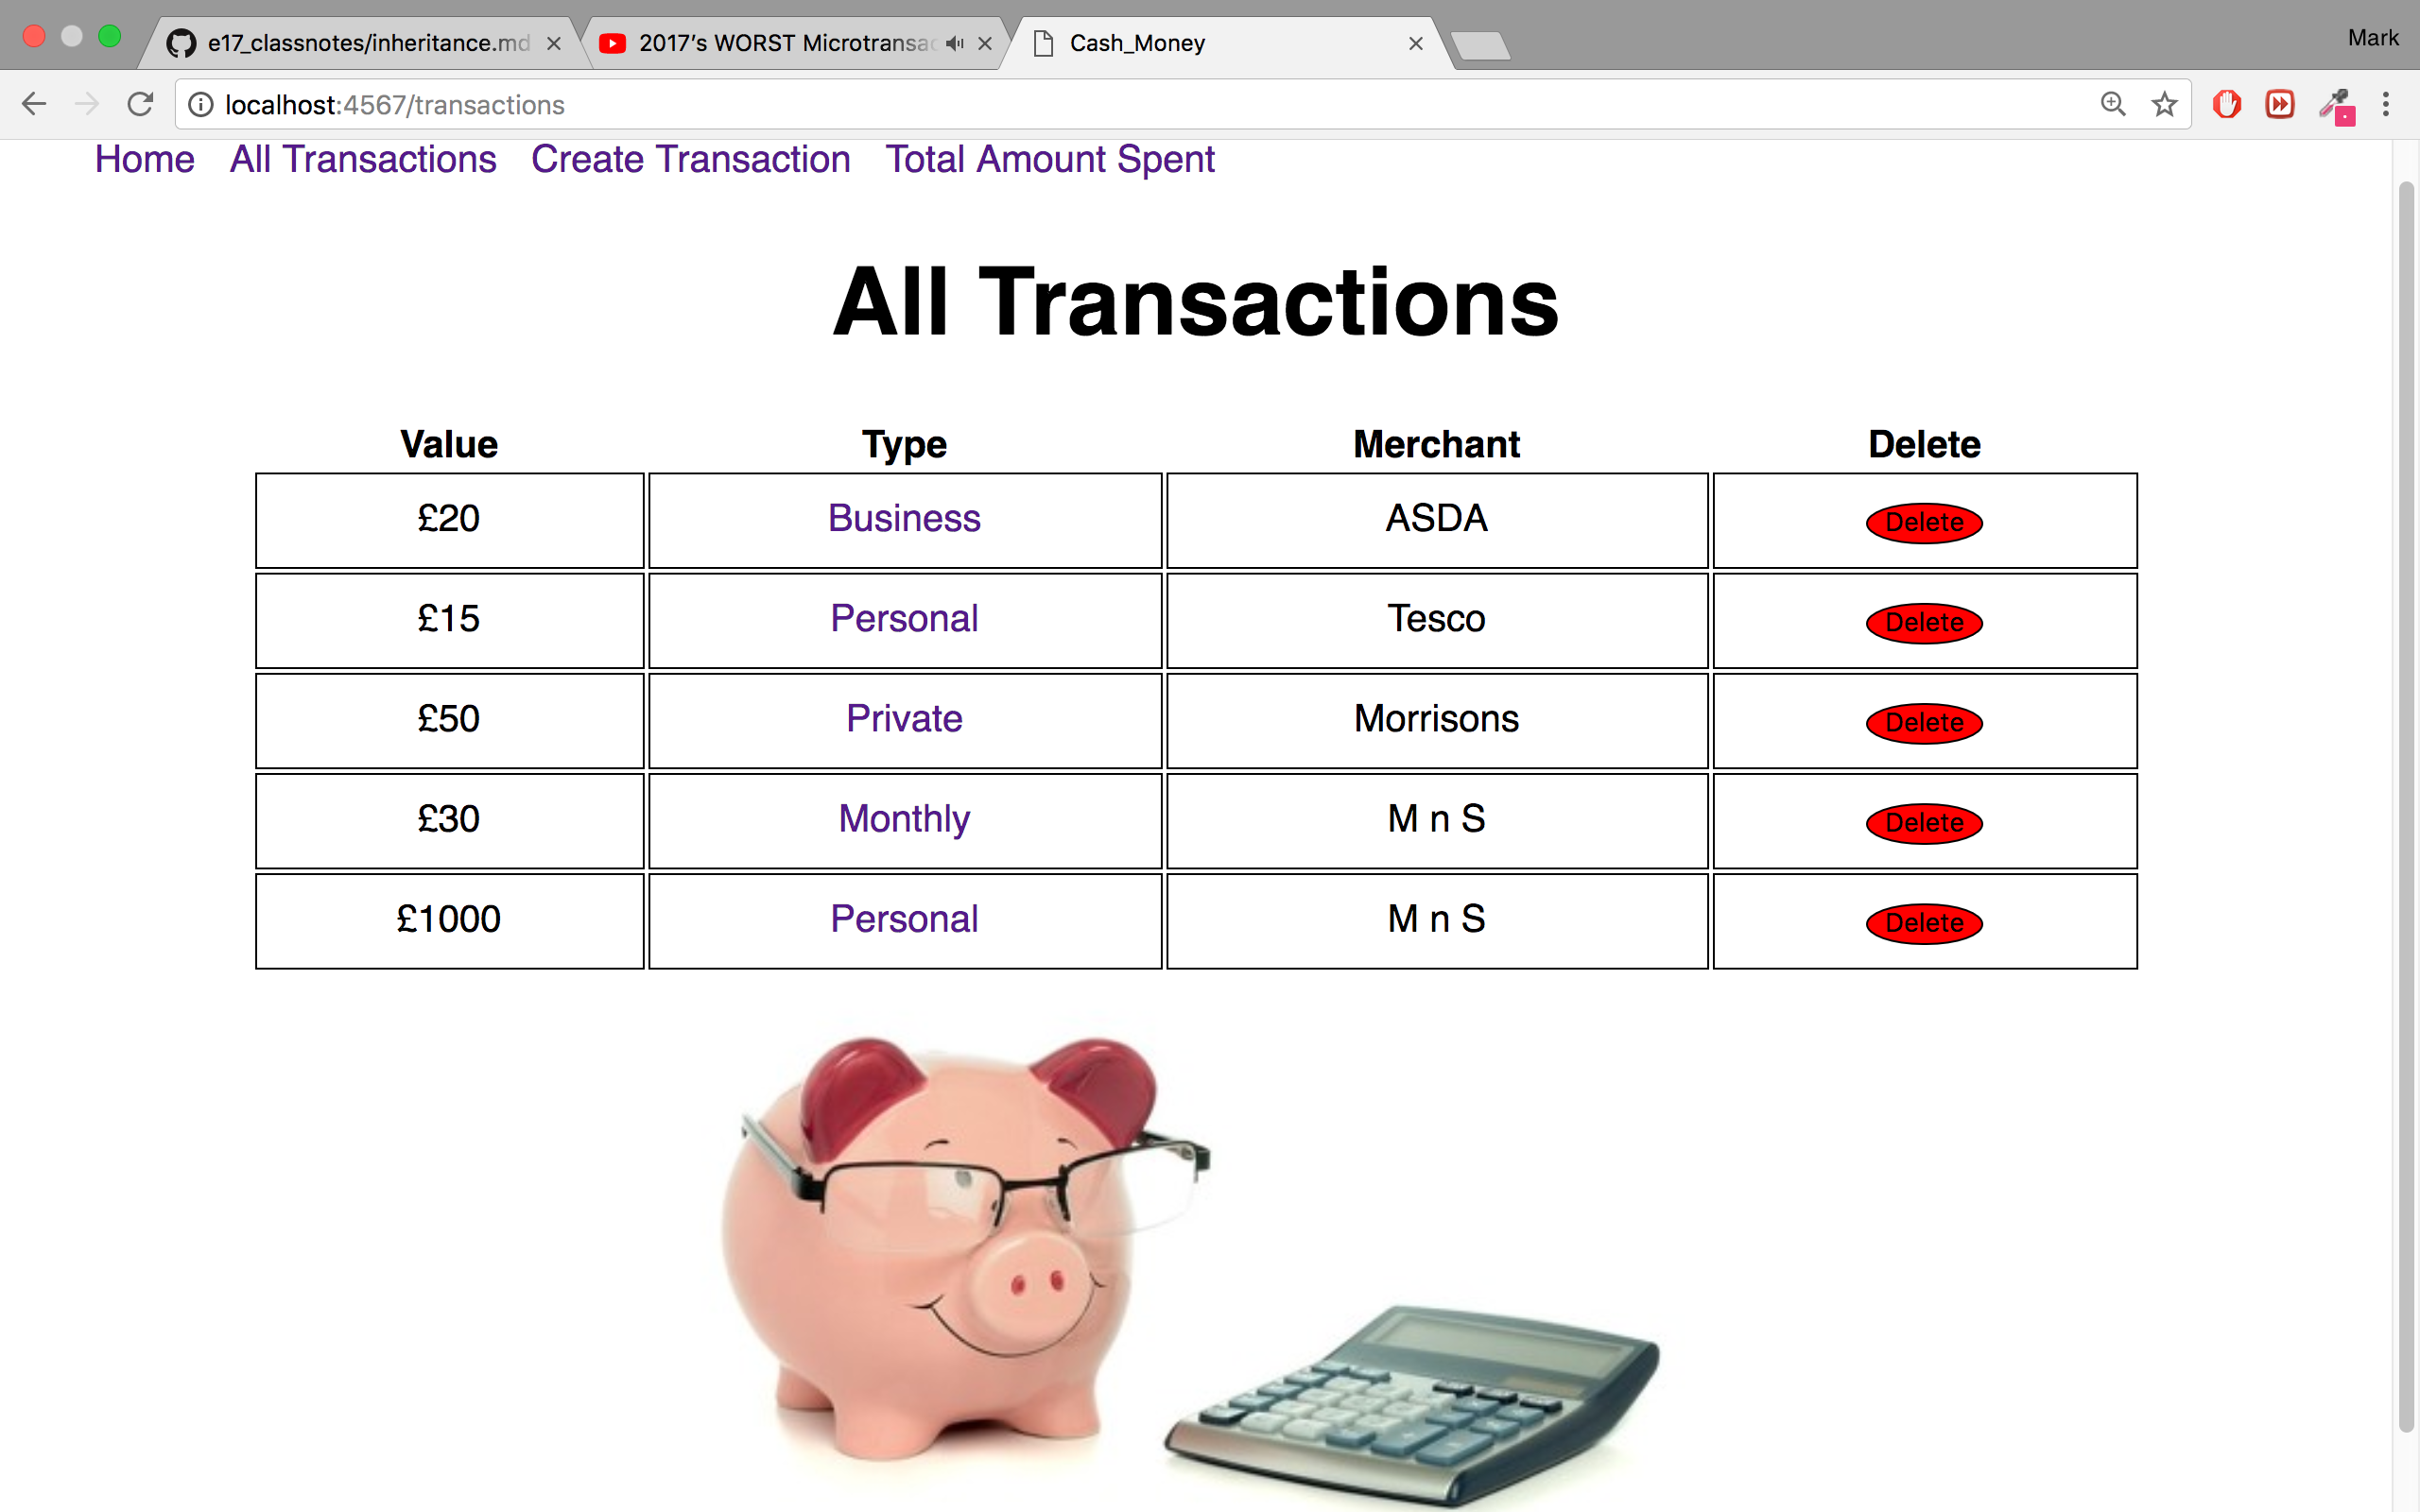 e17_classnotes/inheritance.md
2017's WORST Microtransac
Cash_Money
Mark
localhost:4567/transactions
Home All Transactions Create Transaction Total Amount Spent
All Transactions
Value Type Merchant Delete
£20 Business ASDA Delete
£15 Personal Tesco Delete
£50 Private Morrisons Delete
£30 Monthly M n S Delete
£1000 Personal M n S Delete